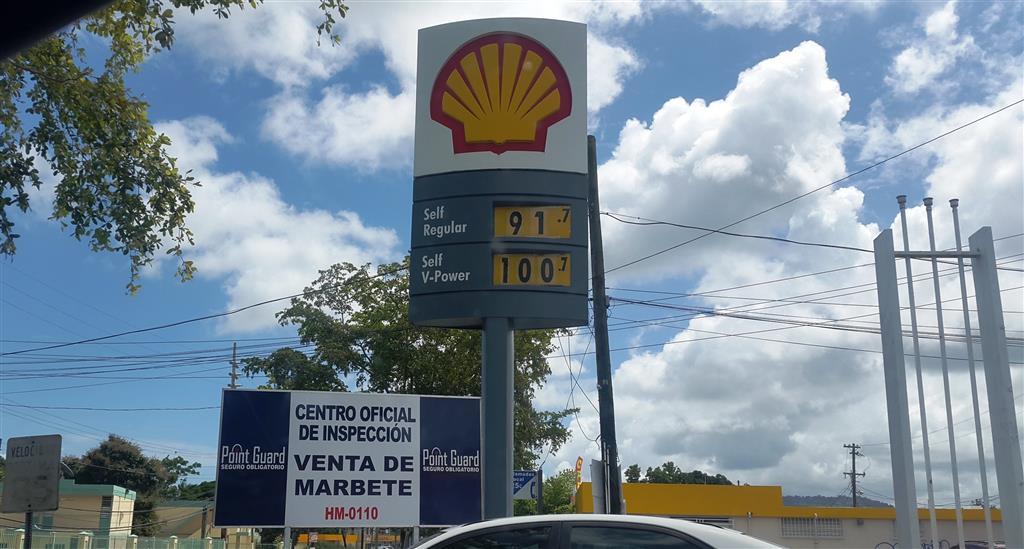 Self
Regular
91.7
Self
V-Power
100.7
CENTRO OFICIAL
DE INSPECCIÓN
VENTA DE
MARBETE
HM-0110
Point Guard
SEGURO OBLIGATORIO
Point Guard
SEGURO OBLIGATORIO